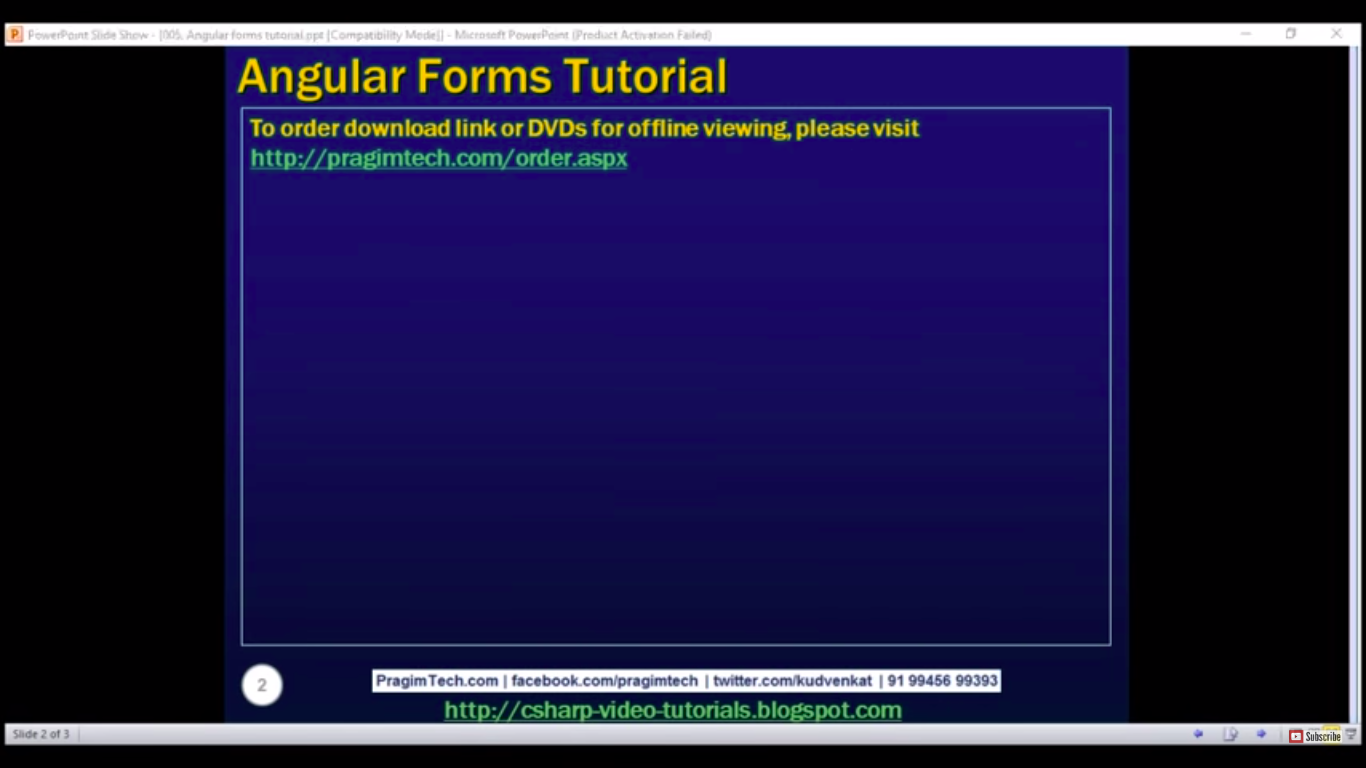 PowerPoint Slide Show - [005. Angular forms tutorial.ppt [Compatibility Mode]] - Microsoft PowerPoint (Product Activation Failed)
Angular Forms Tutorial
To order download link or DVDs for offline viewing, please visit
http://pragimtech.com/order.aspx
2
PragimTech.com | facebook.com/pragimtech | twitter.com/kudvenkat | 91 99456 99393
http://csharp-video-tutorials.blogspot.com
Slide 2 of 3
Subscribe